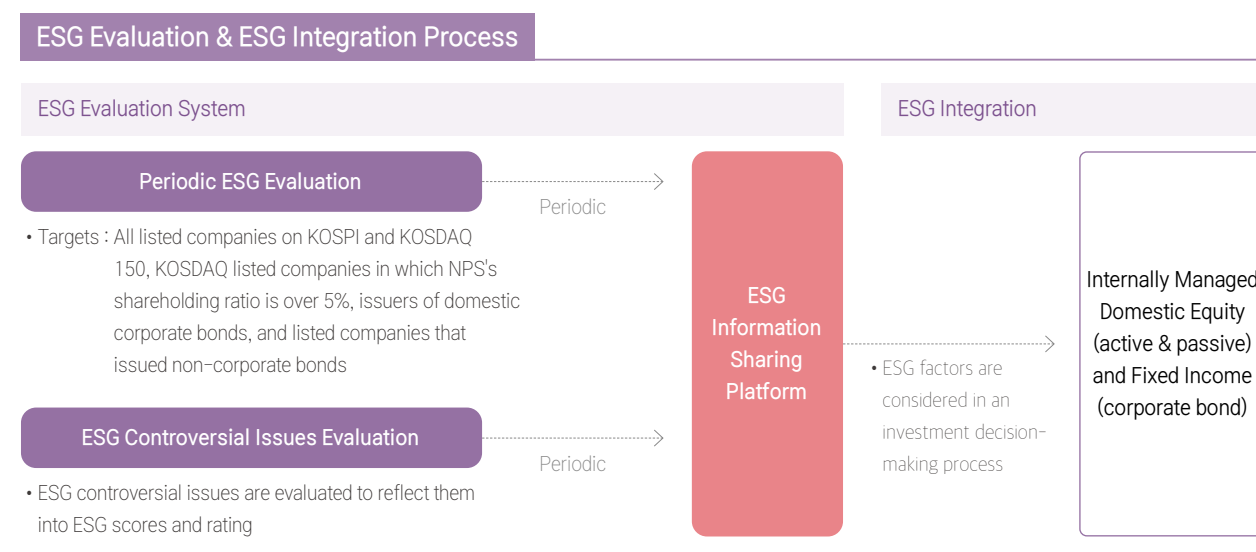 ESG Evaluation & ESG Integration Process
ESG Evaluation System
ESG Integration
Periodic ESG Evaluation
Periodic
• Targets : All listed companies on KOSPI and KOSDAQ
150, KOSDAQ listed companies in which NPS's
shareholding ratio is over 5%, issuers of domestic
corporate bonds, and listed companies that
issued non-corporate bonds
ESG Controversial Issues Evaluation
Periodic
• ESG controversial issues are evaluated to reflect them
into ESG scores and rating
ESG
Information
Sharing
Platform
• ESG factors are
considered in an
investment decision-
making process
Internally Managed
Domestic Equity
(active & passive)
and Fixed Income
(corporate bond)